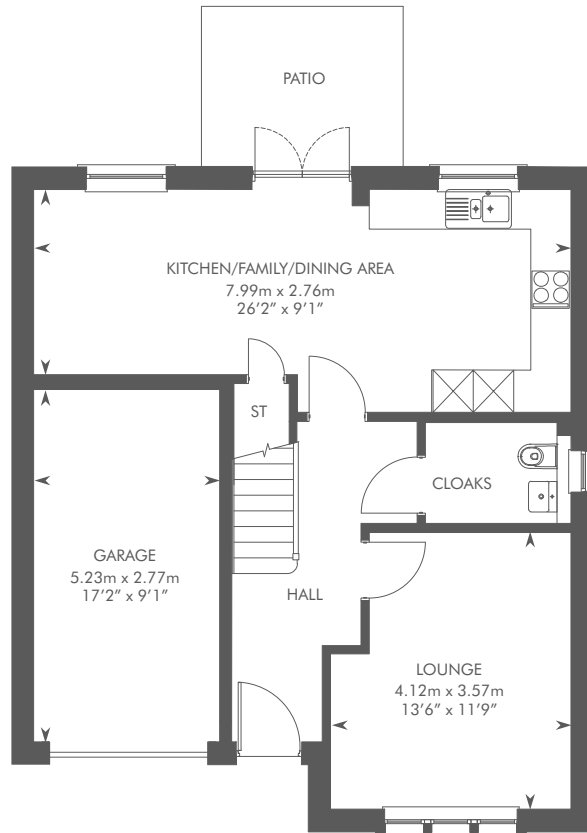 PATIO
KITCHEN/FAMILY/DINING AREA
7.99m x 2.76m
26’2” x 9’1”
ST
CLOAKS
GARAGE
5.23m x 2.77m
17’2” x 9’1”
HALL
LOUNGE
4.12m x 3.57m
13’6” x 11’9”